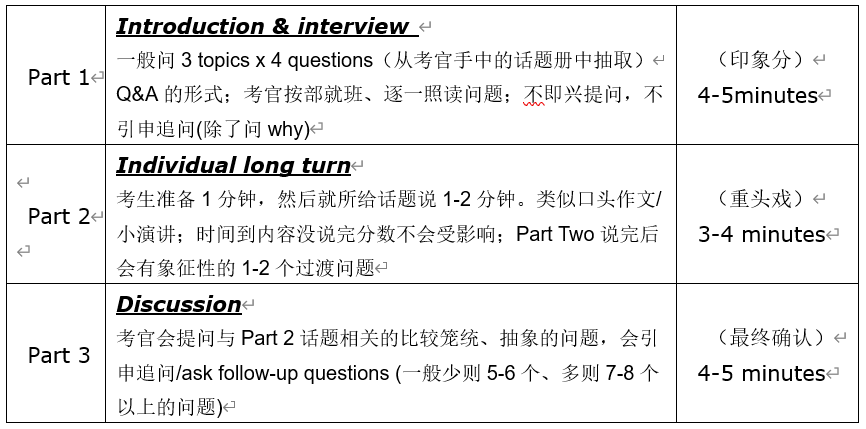 Part 1
Introduction & interview
一般问 3 topics x 4 questions（从考官手中的话题册中抽取）
Q&A 的形式；考官按部就班、逐一照读问题；不即兴提问，不
引申追问(除了问 why)
（印象分）
4-5minutes
Part 2
Individual long turn
考生准备 1 分钟，然后就所给话题说 1-2 分钟。类似口头作文/
小演讲；时间到内容没说完分数不会受影响；Part Two 说完后
会有象征性的 1-2 个过渡问题
（重头戏）
3-4 minutes
Part 3
Discussion
考官会提问与 Part 2 话题相关的比较笼统、抽象的问题，会引
申追问/ask follow-up questions (一般少则 5-6 个、多则 7-8 个
以上的问题)
（最终确认）
4-5 minutes